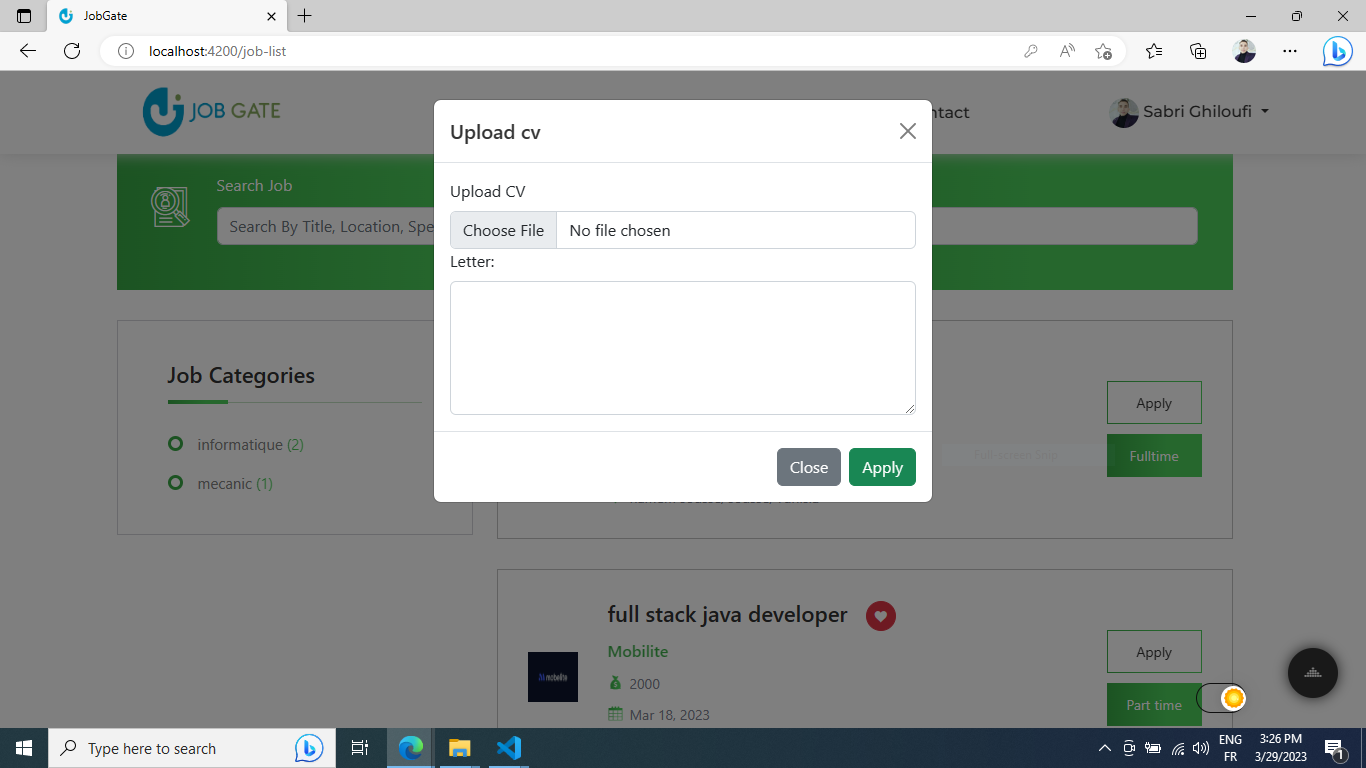 JobGate
localhost:4200/job-list
JOB GATE
ntact
Sabri Ghiloufi
Upload cv
Search Job
Search By Title, Location, Spe
Upload CV
Choose File No file chosen
Letter:
Close Apply
Job Categories
informatique (2)
mecanic (1)
Apply
Fulltime
full stack java developer
Mobilite
mobilite
2000
Mar 18, 2023
Apply
Part time
Type here to search
ENG
FR
3:26 PM
3/29/2023
1